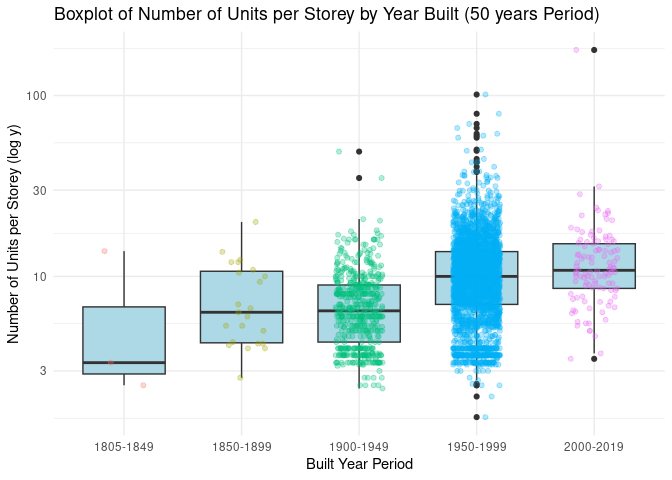 Boxplot of Number of Units per Storey by Year Built (50 years Period)
Number of Units per Storey (log y)
100
30
10
3
1805-1849 1850-1899 1900-1949 1950-1999 2000-2019
Built Year Period